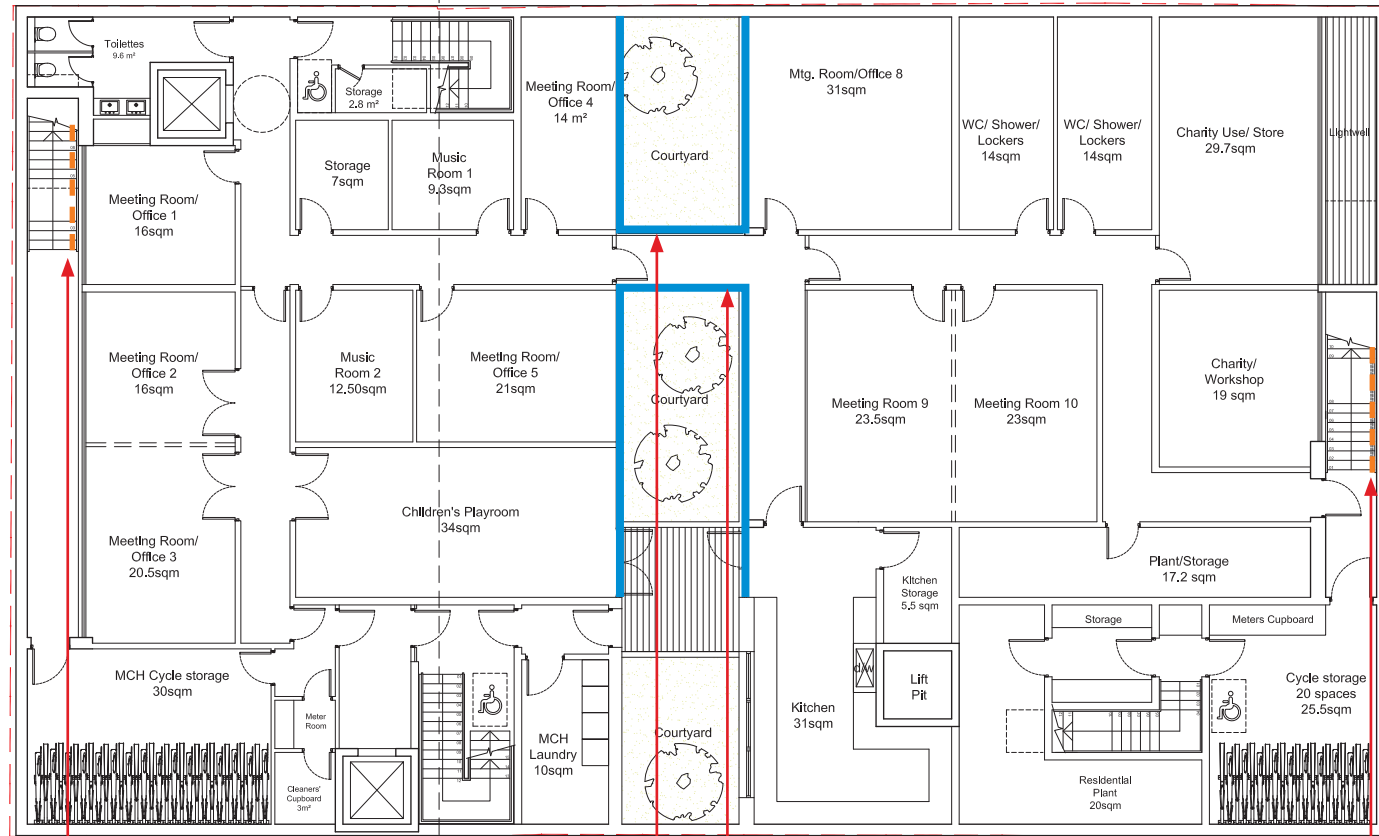 Toilettes
9.6 m²
Storage
2.8 m²
Meeting Room/
Office 4
14 m²
Courtyard
Mtg. Room/Office 8
31sqm
WC/ Shower/
Lockers
14sqm
WC/ Shower/
Lockers
14sqm
Charity Use/ Store
29.7sqm
Lightwell
Storage
7sqm
Music
Room 1
9.3sqm
Meeting Room/
Office 1
16sqm
Meeting Room/
Office 2
16sqm
Music
Room 2
12.50sqm
Meeting Room/
Office 5
21sqm
Courtyard
Meeting Room 9
23.5sqm
Meeting Room 10
23sqm
Charity/
Workshop
19 sqm
Children's Playroom
34sqm
Meeting Room/
Office 3
20.5sqm
Plant/Storage
17.2 sqm
Kitchen
Storage
5.5 sqm
Storage
Meters Cupboard
MCH Cycle storage
30sqm
Meter
Room
d/w
Lift
Pit
Cycle storage
20 spaces
25.5sqm
Kitchen
31sqm
Courtyard
MCH
Laundry
10sqm
Cleaners'
Cupboard
3m²
Residential
Plant
20sqm